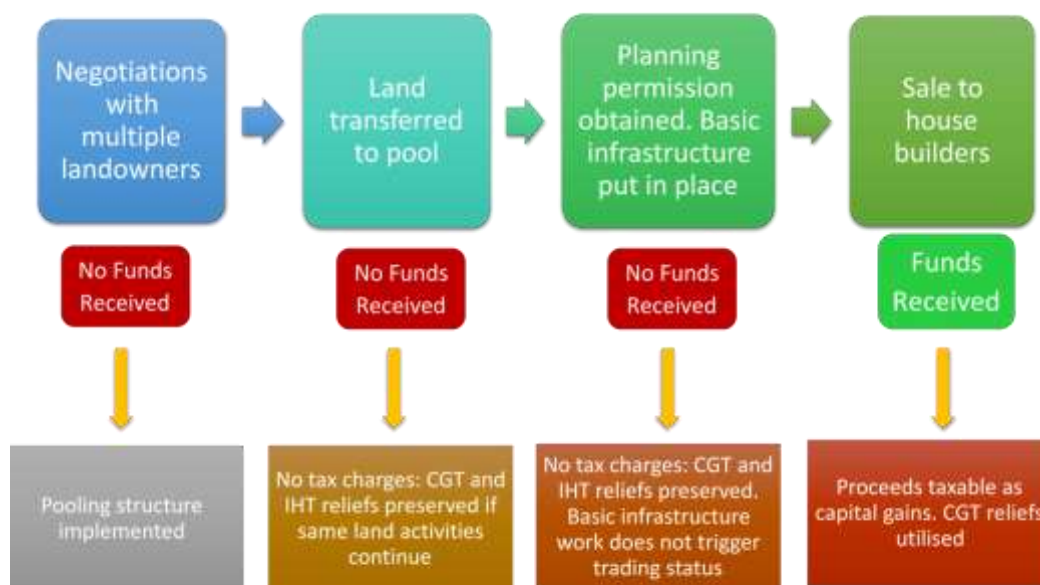 Negotiations
with
multiple
landowners
Land
transferred
to pool
Planning
permission
obtained. Basic
infrastructure
put in place
Sale to
house
builders
No Funds
Received
No Funds
Received
No Funds
Received
Funds
Received
Pooling structure
implemented
No tax charges: CGT and
IHT reliefs preserved if
same land activities
continue
No tax charges: CGT and
IHT reliefs preserved.
Basic infrastructure
work does not trigger
trading status
Proceeds taxable as
capital gains. CGT reliefs
utilised